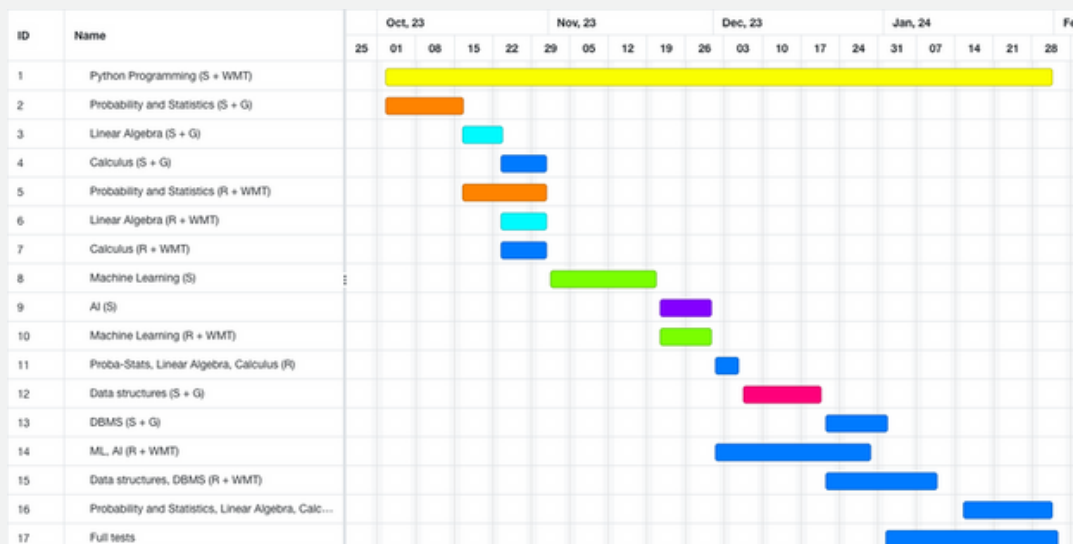 ID Name Oct, 23 Nov, 23 Dec, 23 Jan, 24
25 01 08 15 22 29 05 12 19 26 03 10 17 24 31 07 14 21 28
1 Python Programming (S + WMT)
2 Probability and Statistics (S + G)
3 Linear Algebra (S + G)
4 Calculus (S + G)
5 Probability and Statistics (R + WMT)
6 Linear Algebra (R + WMT)
7 Calculus (R + WMT)
8 Machine Learning (S)
9 AI (S)
10 Machine Learning (R + WMT)
11 Proba-Stats, Linear Algebra, Calculus (R)
12 Data structures (S + G)
13 DBMS (S + G)
14 ML, AI (R + WMT)
15 Data structures, DBMS (R + WMT)
16 Probability and Statistics, Linear Algebra, Calc...
17 Full tests